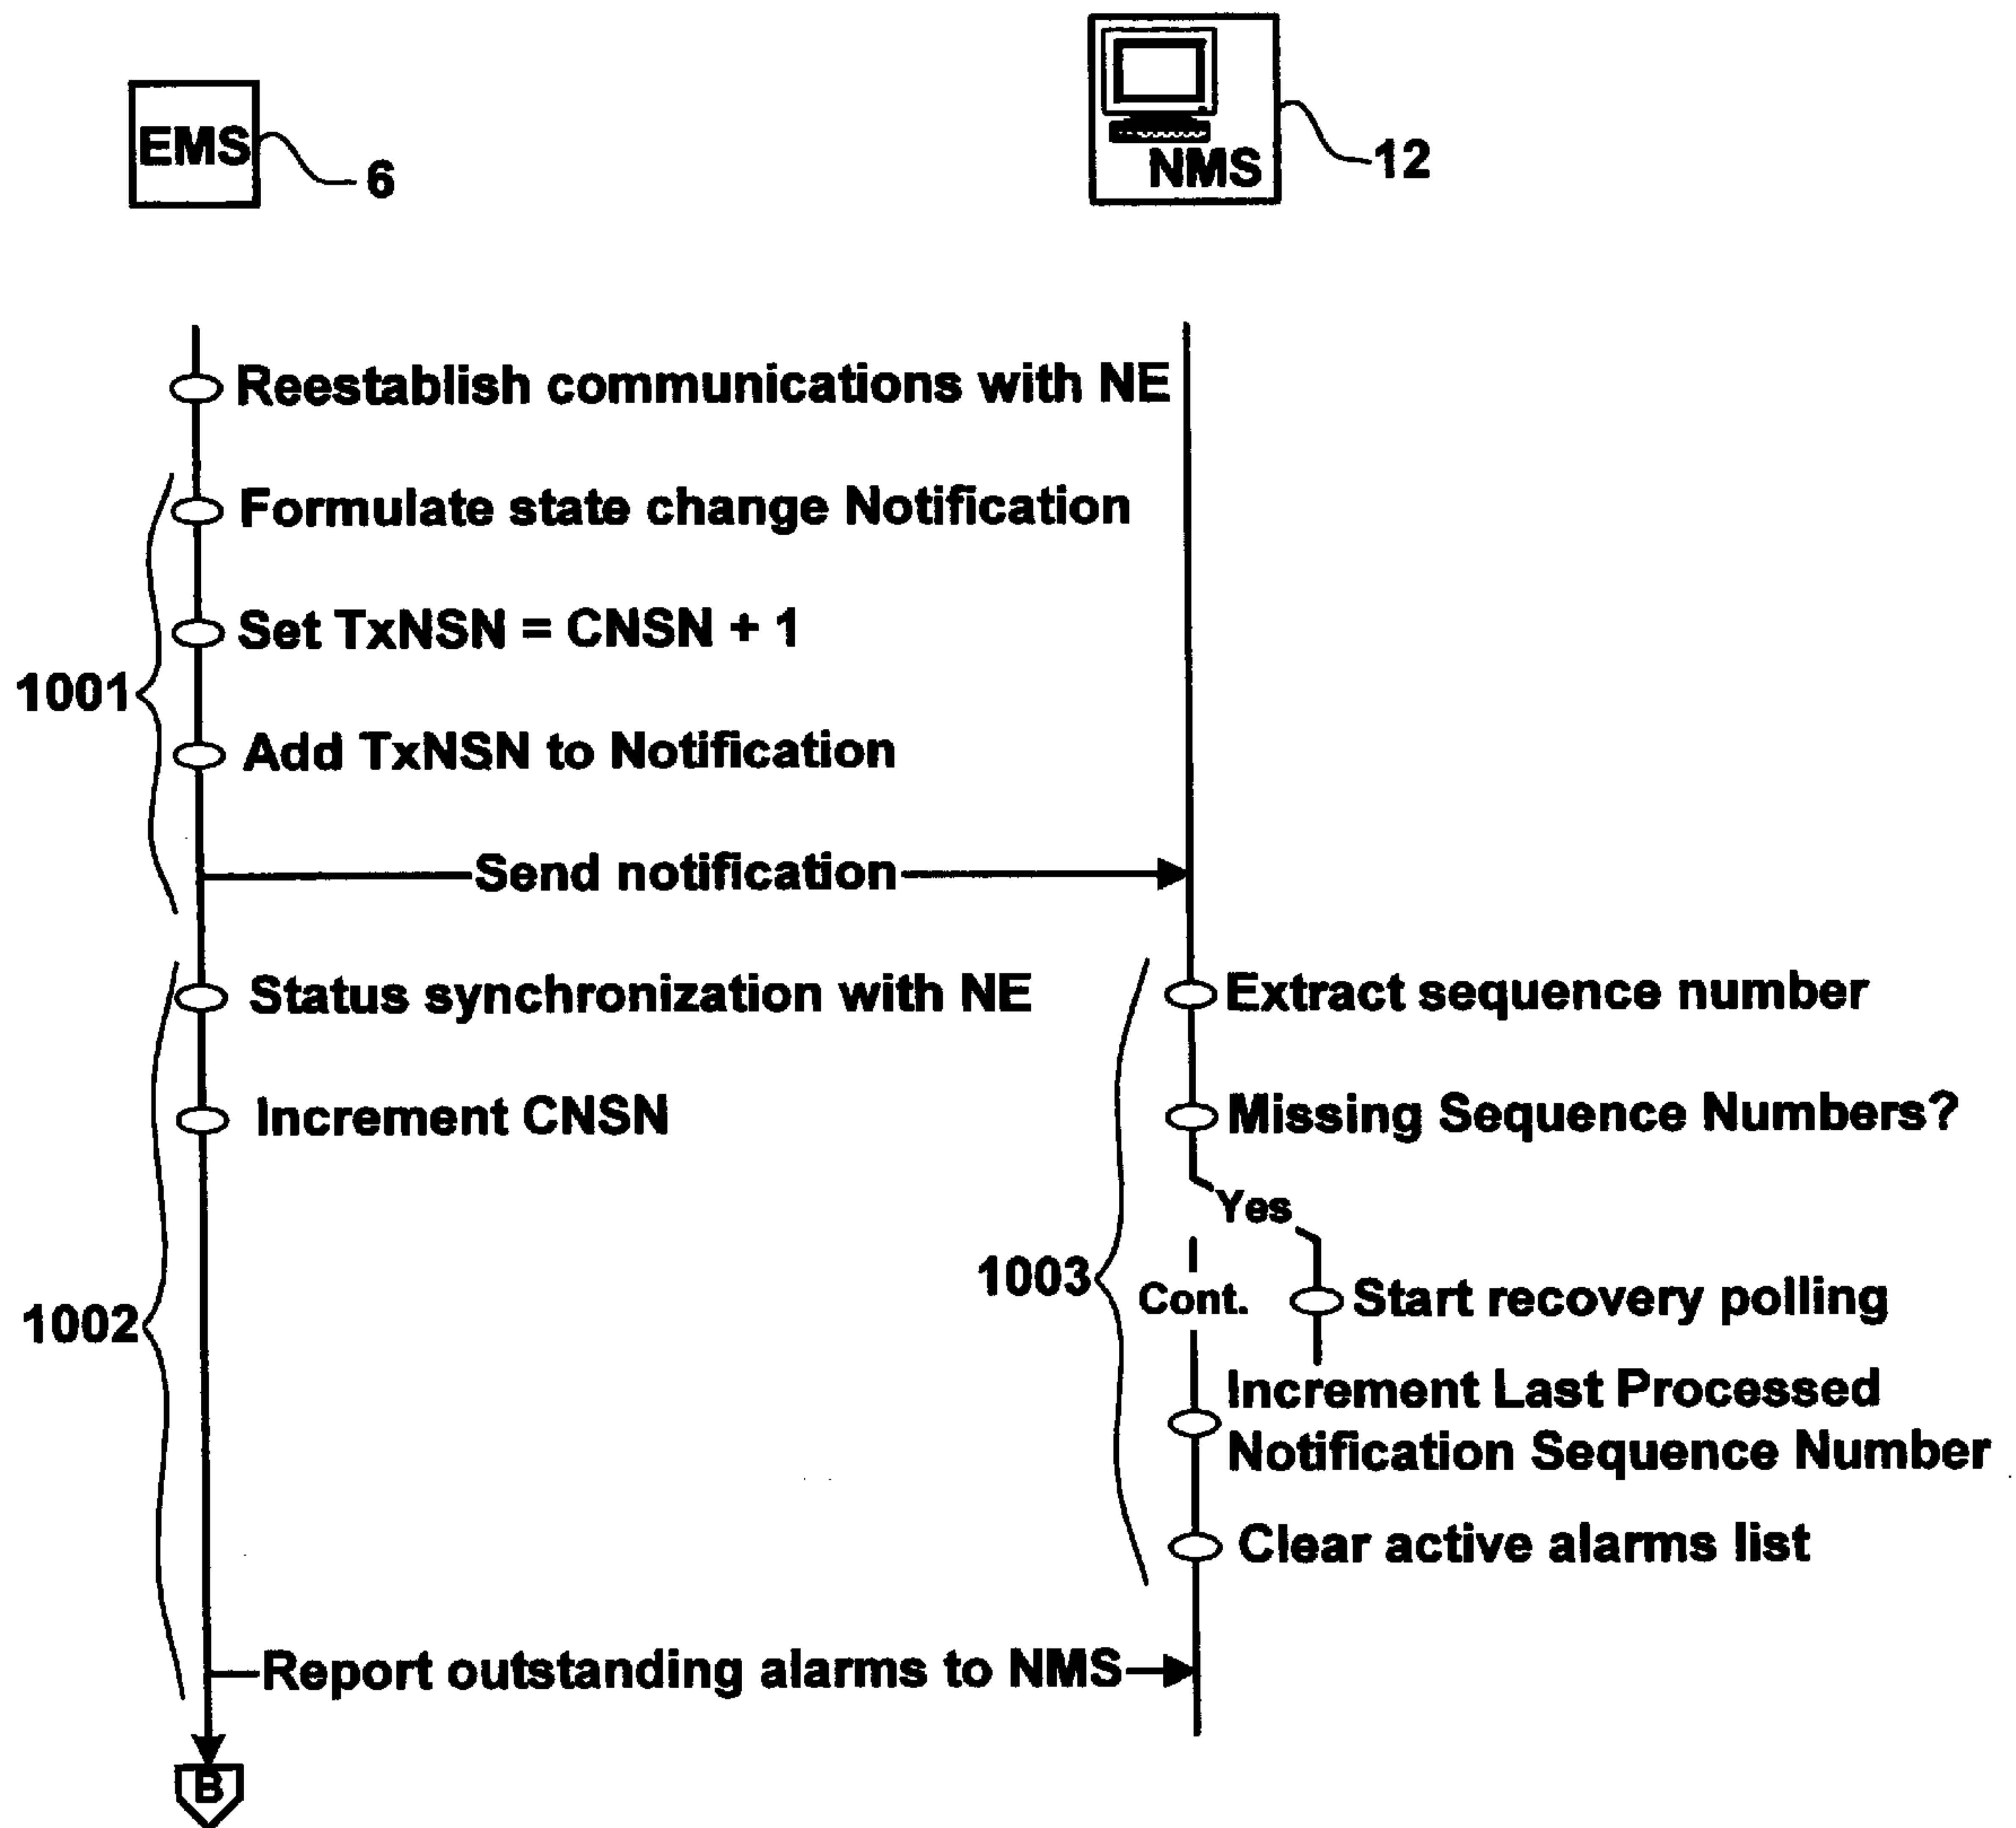 EMS
6
NMS
12
Reestablish communications with NE
Formulate state change Notification
Set TxNSN = CNSN + 1
1001
Add TxNSN to Notification
Send notification
Status synchronization with NE
Extract sequence number
Increment CNSN
Missing Sequence Numbers?
Yes
1003
Cont.
Start recovery polling
1002
Increment Last Processed
Notification Sequence Number
Clear active alarms list
Report outstanding alarms to NMS
B